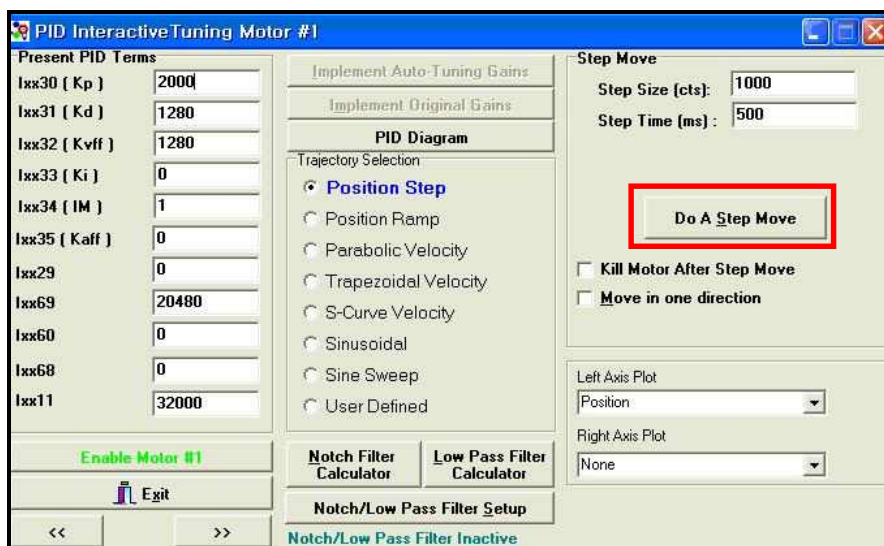 PID InteractiveTuning Motor #1
Present PID Terms
Ixx30 ( Kp ) 2000
Ixx31 ( Kd ) 1280
Ixx32 ( Kvff ) 1280
Ixx33 ( Ki ) 0
Ixx34 ( IM ) 1
Ixx35 ( Kaff ) 0
Ixx29 0
Ixx69 20480
Ixx60 0
Ixx68 0
Ixx11 32000
Enable Motor #1
Exit
<< >>
Implement Auto-Tuning Gains
Implement Original Gains
PID Diagram
Trajectory Selection
Position Step
Position Ramp
Parabolic Velocity
Trapezoidal Velocity
S-Curve Velocity
Sinusoidal
Sine Sweep
User Defined
Notch Filter
Calculator
Low Pass Filter
Calculator
Notch/Low Pass Filter Setup
Notch/Low Pass Filter Inactive
Step Move
Step Size (cts): 1000
Step Time (ms) : 500
Do A Step Move
Kill Motor After Step Move
Move in one direction
Left Axis Plot
Position
Right Axis Plot
None